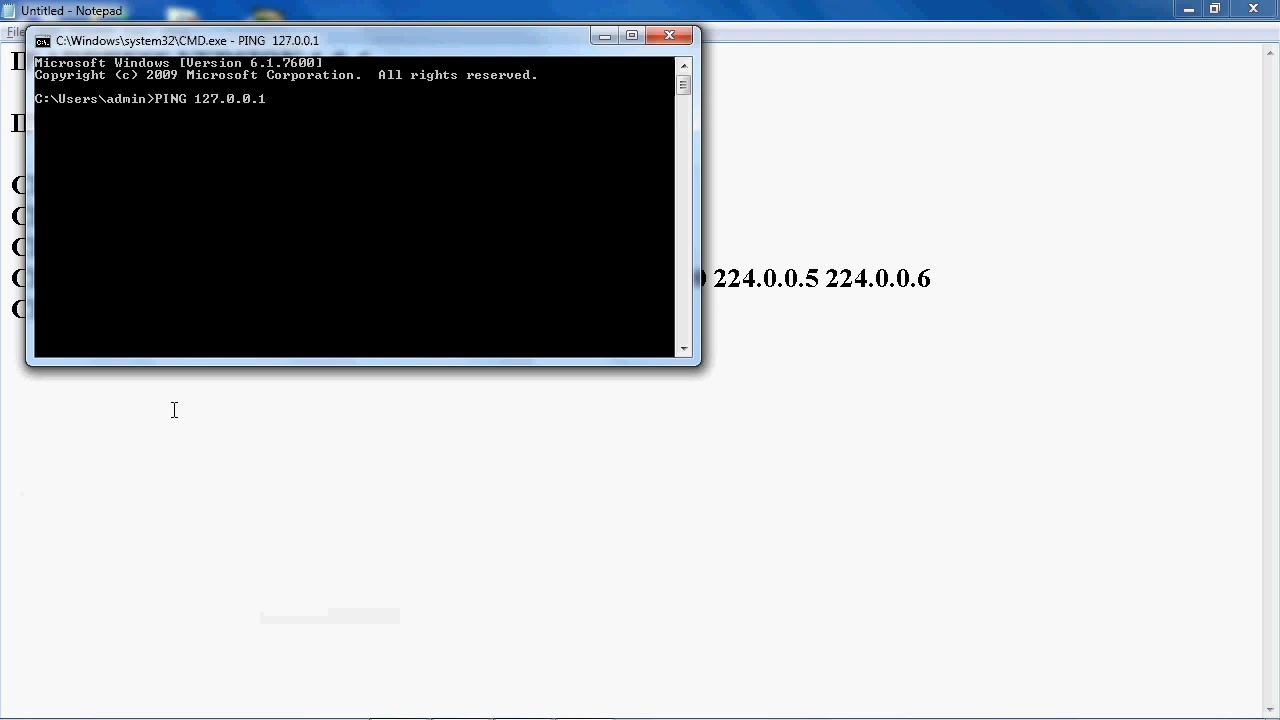 Untitled - Notepad
File
C:\Windows\system32\CMD.exe - PING 127.0.0.1
Microsoft Windows [Version 6.1.7600]
Copyright (c) 2009 Microsoft Corporation. All rights reserved.
C:\Users\admin>PING 127.0.0.1
224.0.0.5 224.0.0.6